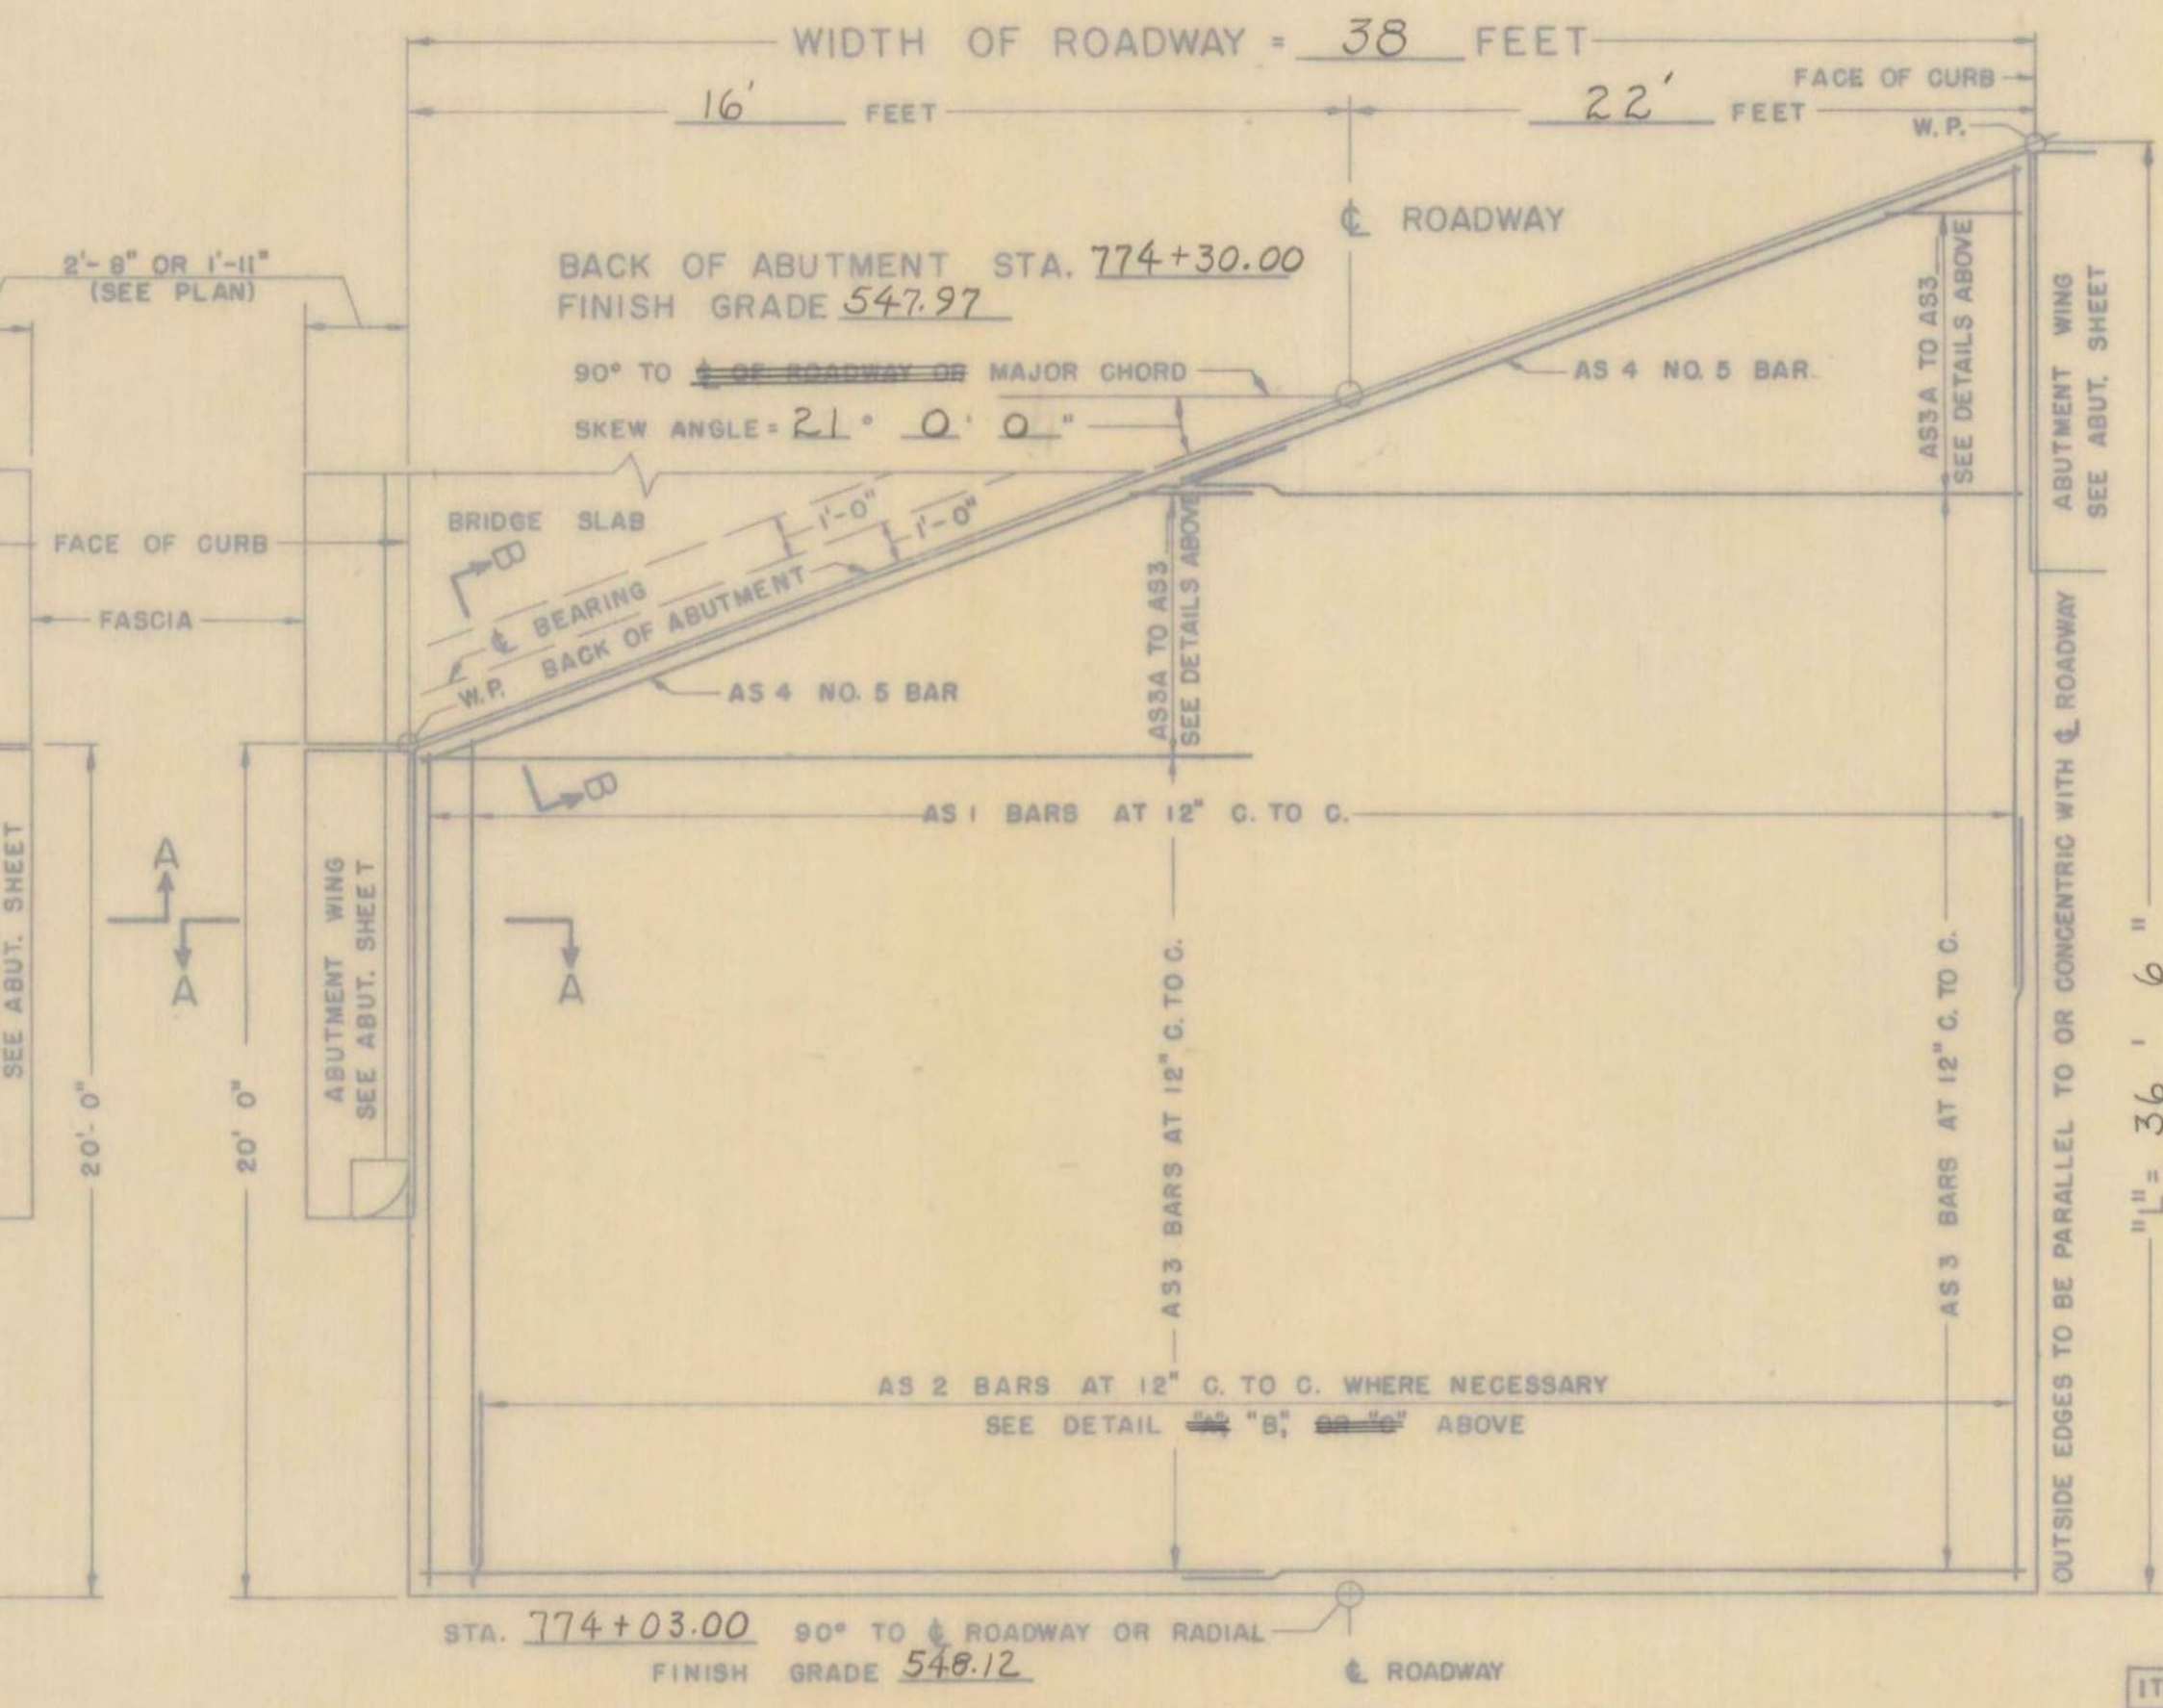 WIDTH OF ROADWAY = 38 FEET
FACE OF CURB
16' FEET
22' FEET
W.P.
℄ ROADWAY
2'-8" OR 1'-11"
(SEE PLAN)
BACK OF ABUTMENT STA. 774+30.00
FINISH GRADE 547.97
90° TO ℄ OF ROADWAY OR MAJOR CHORD
SKEW ANGLE = 21° 0' 0"
AS 4 NO. 5 BAR
AS3A TO AS3
SEE DETAILS ABOVE
ABUTMENT WING
SEE ABUT. SHEET
BRIDGE SLAB
1'-0"
1'-0"
FACE OF CURB
B
℄ BEARING
BACK OF ABUTMENT
FASCIA
W.P.
AS 4 NO. 5 BAR
AS3A TO AS3
SEE DETAILS ABOVE
B
AS 1 BARS AT 12" C. TO C.
SEE ABUT. SHEET
A
A
20'-0"
20' 0"
ABUTMENT WING
SEE ABUT. SHEET
A
AS3 BARS AT 12" C. TO C.
AS 3 BARS AT 12" C. TO C.
OUTSIDE EDGES TO BE PARALLEL TO OR CONCENTRIC WITH ℄ ROADWAY
"L" = 36 ' 6 "
AS 2 BARS AT 12" C. TO C. WHERE NECESSARY
SEE DETAIL "A", "B", OR "C" ABOVE
STA. 774+03.00 90° TO ℄ ROADWAY OR RADIAL
FINISH GRADE 548.12
℄ ROADWAY
IT